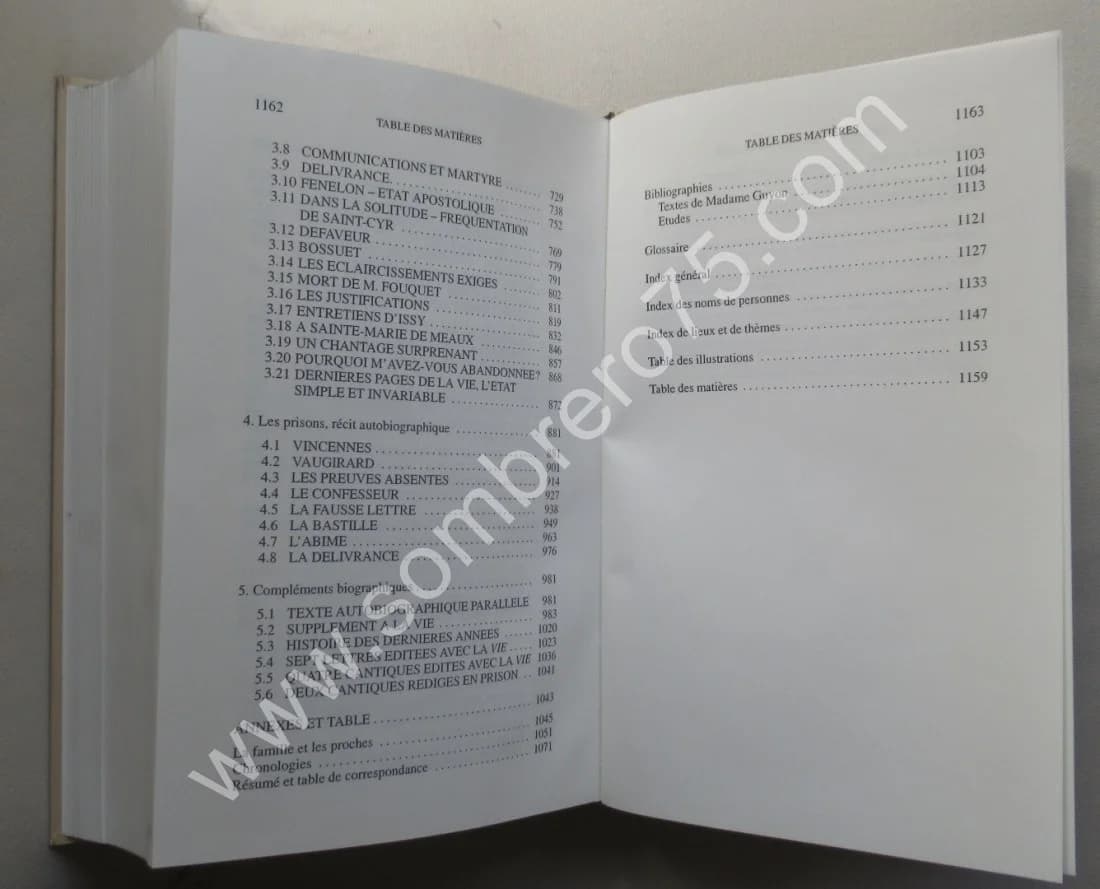 1162
TABLE DES MATIÈRES
3.8 COMMUNICATIONS ET MARTYRE ....... 729
3.9 DELIVRANCE. ....... 738
3.10 FENELON – ETAT APOSTOLIQUE ....... 752
3.11 DANS LA SOLITUDE – FREQUENTATION
DE SAINT-CYR ....... 769
3.12 DEFAVEUR ....... 779
3.13 BOSSUET ....... 791
3.14 LES ECLAIRCISSEMENTS EXIGES ....... 802
3.15 MORT DE M. FOUQUET ....... 811
3.16 LES JUSTIFICATIONS ....... 819
3.17 ENTRETIENS D'ISSY ....... 832
3.18 A SAINTE-MARIE DE MEAUX ....... 846
3.19 UN CHANTAGE SURPRENANT ....... 857
3.20 POURQUOI M'AVEZ-VOUS ABANDONNEE? 868
3.21 DERNIERES PAGES DE LA VIE, L'ETAT
SIMPLE ET INVARIABLE ....... 872
4. Les prisons, récit autobiographique ....... 881
4.1 VINCENNES ....... 881
4.2 VAUGIRARD ....... 901
4.3 LES PREUVES ABSENTES ....... 914
4.4 LE CONFESSEUR ....... 927
4.5 LA FAUSSE LETTRE ....... 938
4.6 LA BASTILLE ....... 949
4.7 L'ABIME ....... 963
4.8 LA DELIVRANCE ....... 976
5. Compléments biographiques ....... 981
5.1 TEXTE AUTOBIOGRAPHIQUE PARALLELE 981
5.2 SUPPLEMENT A LA VIE ....... 983
5.3 HISTOIRE DES DERNIERES ANNEES ....... 1020
5.4 SEPT LETTRES EDITEES AVEC LA VIE ..... 1023
5.5 QUATRE CANTIQUES EDITES AVEC LA VIE 1036
5.6 DEUX CANTIQUES REDIGES EN PRISON .. 1041
ANNEXES ET TABLE ....... 1043
La famille et les proches ....... 1045
Chronologies ....... 1051
Résumé et table de correspondance ....... 1071
1163
TABLE DES MATIÈRES
Bibliographies ....... 1103
Textes de Madame Guyon ....... 1104
Etudes ....... 1113
Glossaire ....... 1121
Index général ....... 1127
Index des noms de personnes ....... 1133
Index de lieux et de thèmes ....... 1147
Table des illustrations ....... 1153
Table des matières ....... 1159
www.sombrero75.com